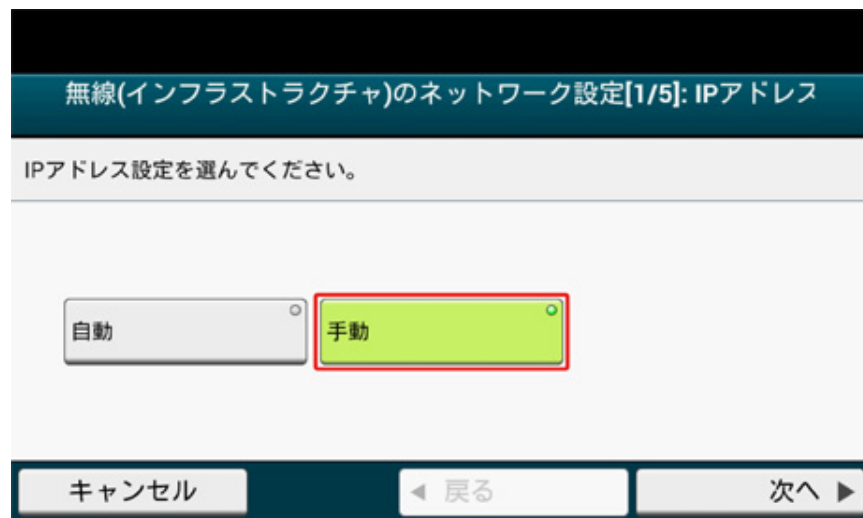 無線(インフラストラクチャ)のネットワーク設定[1/5]: IPアドレス
IPアドレス設定を選んでください。
自動
手動
キャンセル
◀ 戻る
次へ ▶